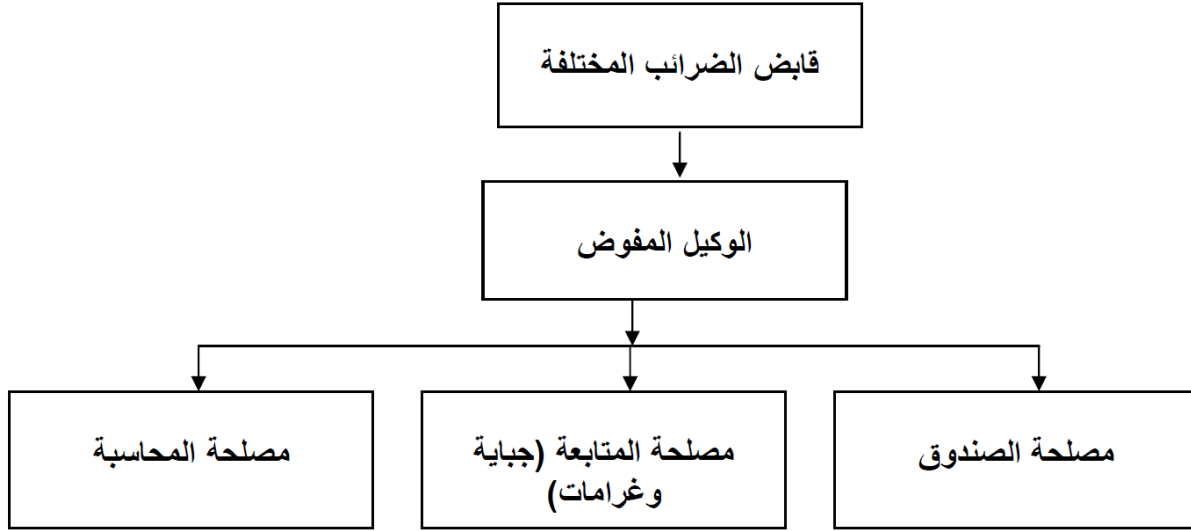 قابض الضرائب المختلفة
الوكيل المفوض
مصلحة الصندوق
مصلحة المتابعة (جباية
وغرامات)
مصلحة المحاسبة